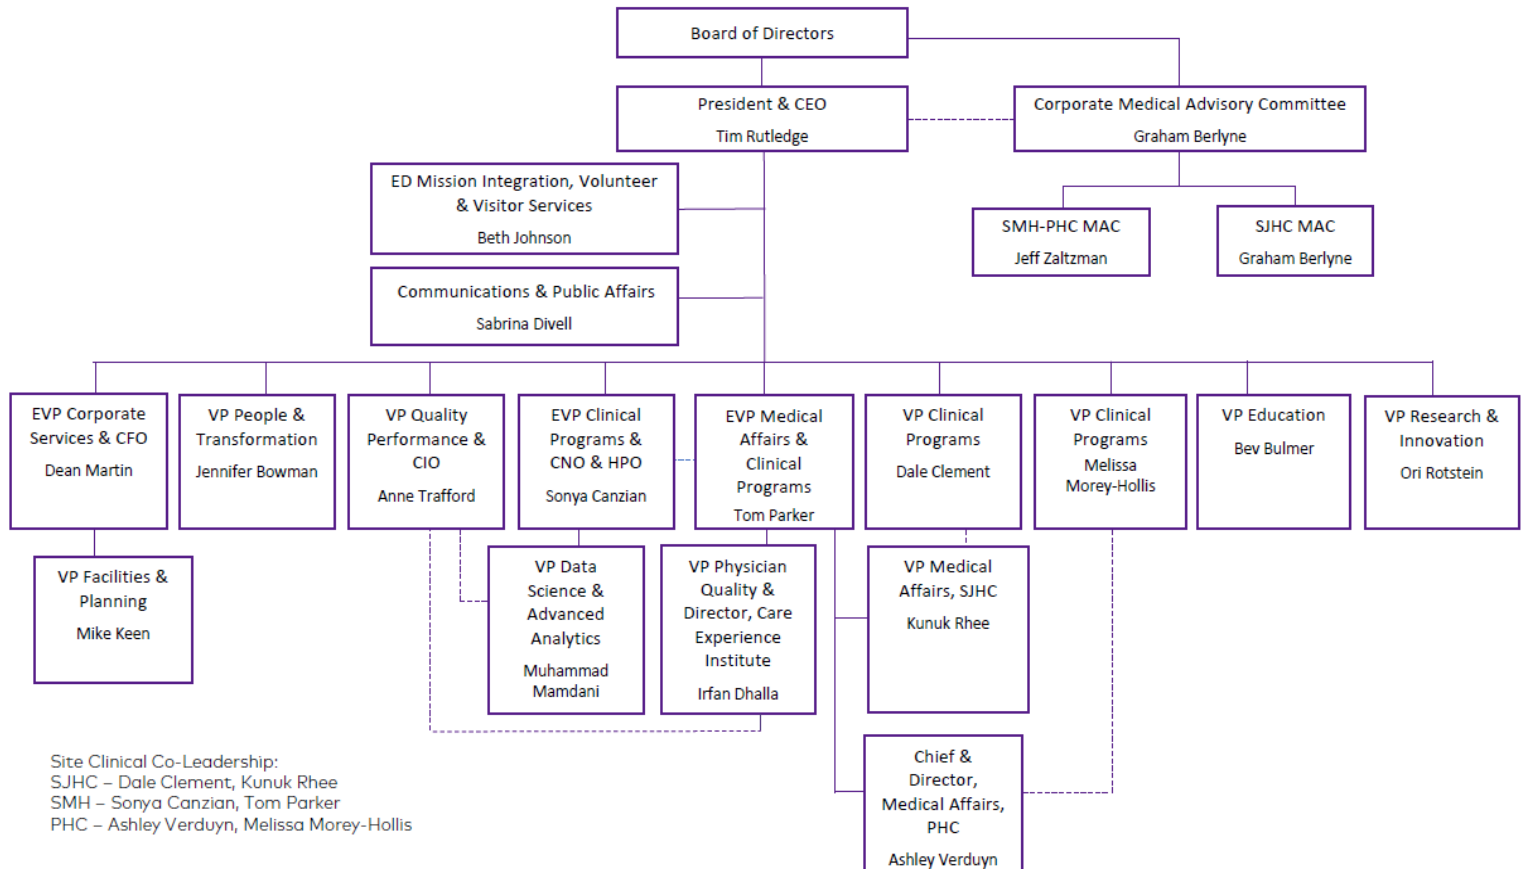 Board of Directors
President & CEO
Tim Rutledge
Corporate Medical Advisory Committee
Graham Berlyne
ED Mission Integration, Volunteer
& Visitor Services
Beth Johnson
SMH-PHC MAC
Jeff Zaltzman
SJHC MAC
Graham Berlyne
Communications & Public Affairs
Sabrina Divell
EVP Corporate
Services & CFO
Dean Martin
VP People &
Transformation
Jennifer Bowman
VP Quality
Performance &
CIO
Anne Trafford
EVP Clinical
Programs &
CNO & HPO
Sonya Canzian
EVP Medical
Affairs &
Clinical
Programs
Tom Parker
VP Clinical
Programs
Dale Clement
VP Clinical
Programs
Melissa
Morey-Hollis
VP Education
Bev Bulmer
VP Research &
Innovation
Ori Rotstein
VP Facilities &
Planning
Mike Keen
VP Data
Science &
Advanced
Analytics
Muhammad
Mamdani
VP Physician
Quality &
Director, Care
Experience
Institute
Irfan Dhalla
VP Medical
Affairs, SJHC
Kunuk Rhee
Chief &
Director,
Medical Affairs,
PHC
Ashley Verduyn
Site Clinical Co-Leadership:
SJHC – Dale Clement, Kunuk Rhee
SMH – Sonya Canzian, Tom Parker
PHC – Ashley Verduyn, Melissa Morey-Hollis